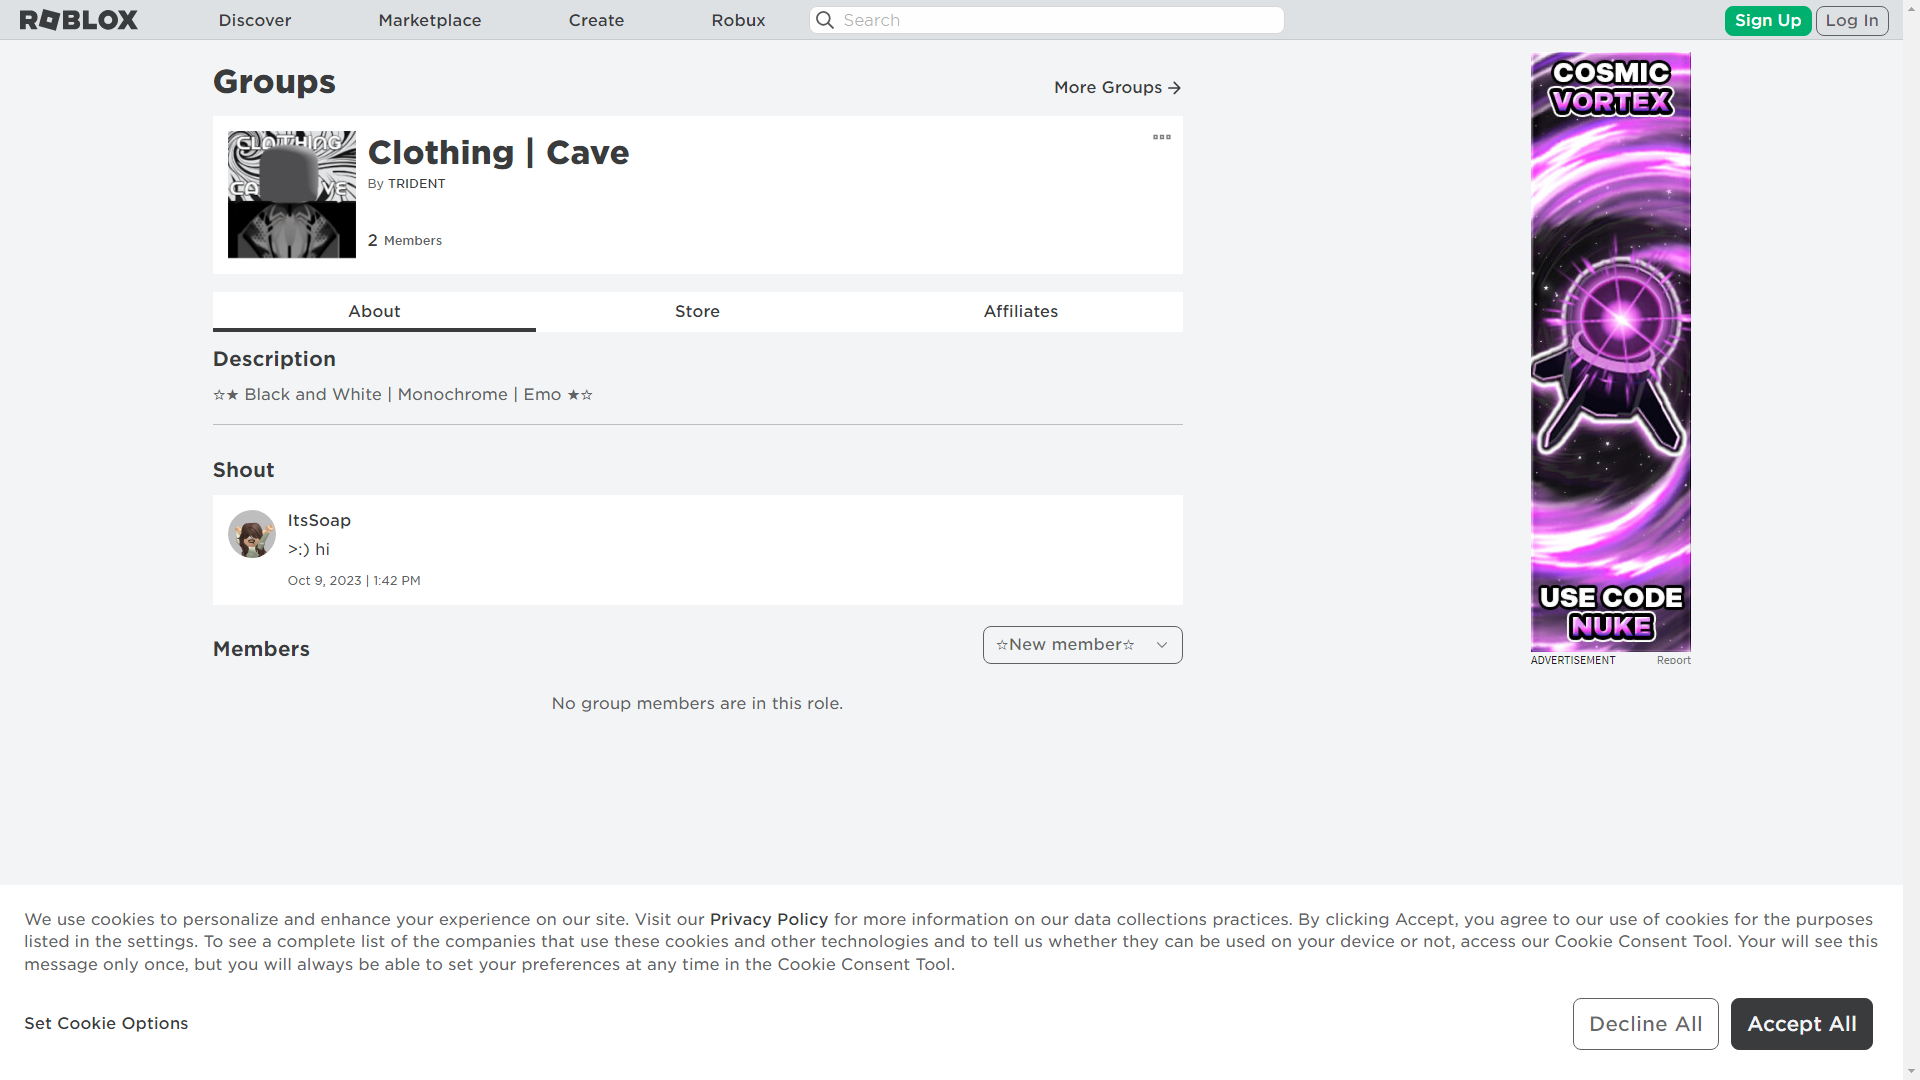 ROBLOX
Discover
Marketplace
Create
Robux
Search
Sign Up
Log In
Groups
More Groups →
CLOTHING
CAVE
Clothing | Cave
By TRIDENT
2 Members
About
Store
Affiliates
Description
☆★ Black and White | Monochrome | Emo ★☆
Shout
ItsSoap
>:) hi
Oct 9, 2023 | 1:42 PM
Members
☆New member☆
No group members are in this role.
COSMIC
VORTEX
USE CODE
NUKE
ADVERTISEMENT
Report
We use cookies to personalize and enhance your experience on our site. Visit our Privacy Policy for more information on our data collections practices. By clicking Accept, you agree to our use of cookies for the purposes
listed in the settings. To see a complete list of the companies that use these cookies and other technologies and to tell us whether they can be used on your device or not, access our Cookie Consent Tool. Your will see this
message only once, but you will always be able to set your preferences at any time in the Cookie Consent Tool.
Set Cookie Options
Decline All
Accept All